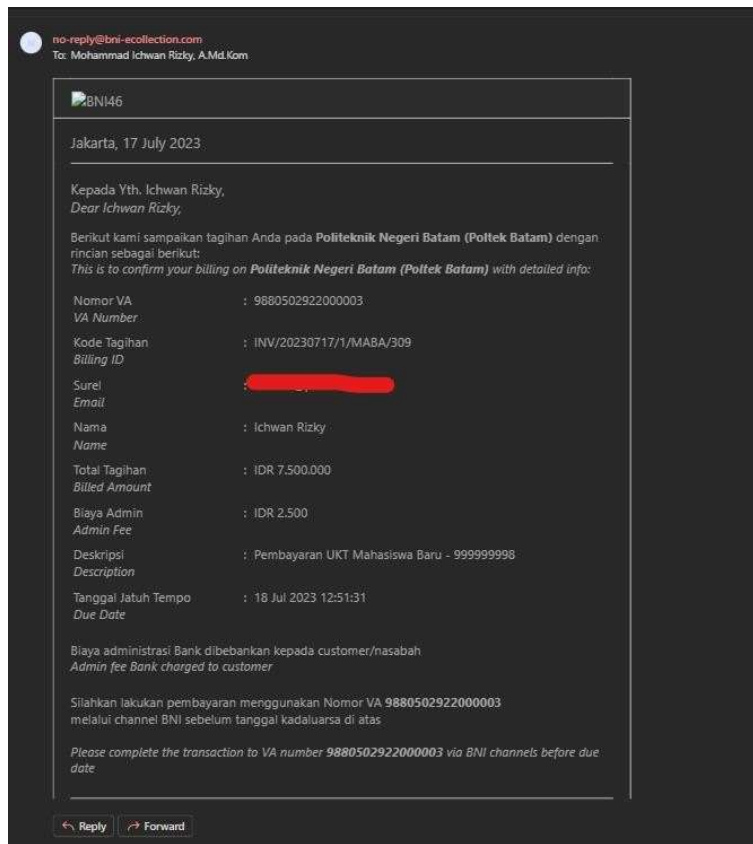 no-reply@bni-ecollection.com
To: Mohammad Ichwan Rizky, A.Md.Kom
BNI46
Jakarta, 17 July 2023
Kepada Yth. Ichwan Rizky,
Dear Ichwan Rizky,
Berikut kami sampaikan tagihan Anda pada Politeknik Negeri Batam (Poltek Batam) dengan
rincian sebagai berikut:
This is to confirm your billing on Politeknik Negeri Batam (Poltek Batam) with detailed info:
Nomor VA : 9880502922000003
VA Number
Kode Tagihan : INV/20230717/1/MABA/309
Billing ID
Surel :
Email
Nama : Ichwan Rizky
Name
Total Tagihan : IDR 7.500.000
Billed Amount
Biaya Admin : IDR 2.500
Admin Fee
Deskripsi : Pembayaran UKT Mahasiswa Baru - 999999998
Description
Tanggal Jatuh Tempo : 18 Jul 2023 12:51:31
Due Date
Biaya administrasi Bank dibebankan kepada customer/nasabah
Admin fee Bank charged to customer
Silahkan lakukan pembayaran menggunakan Nomor VA 9880502922000003
melalui channel BNI sebelum tanggal kadaluarsa di atas
Please complete the transaction to VA number 9880502922000003 via BNI channels before due
date
Reply Forward